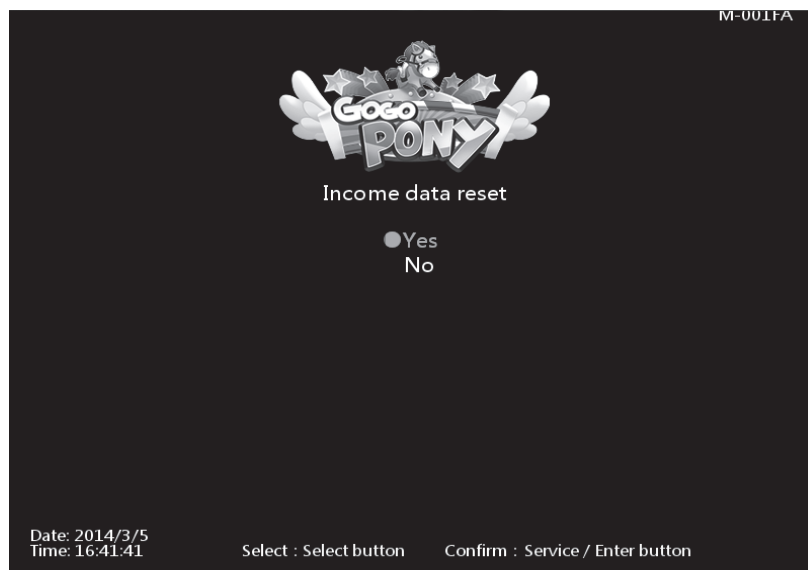 M-001FA
GOGO
PONY
Income data reset
Yes
No
Date: 2014/3/5
Time: 16:41:41
Select : Select button
Confirm : Service / Enter button